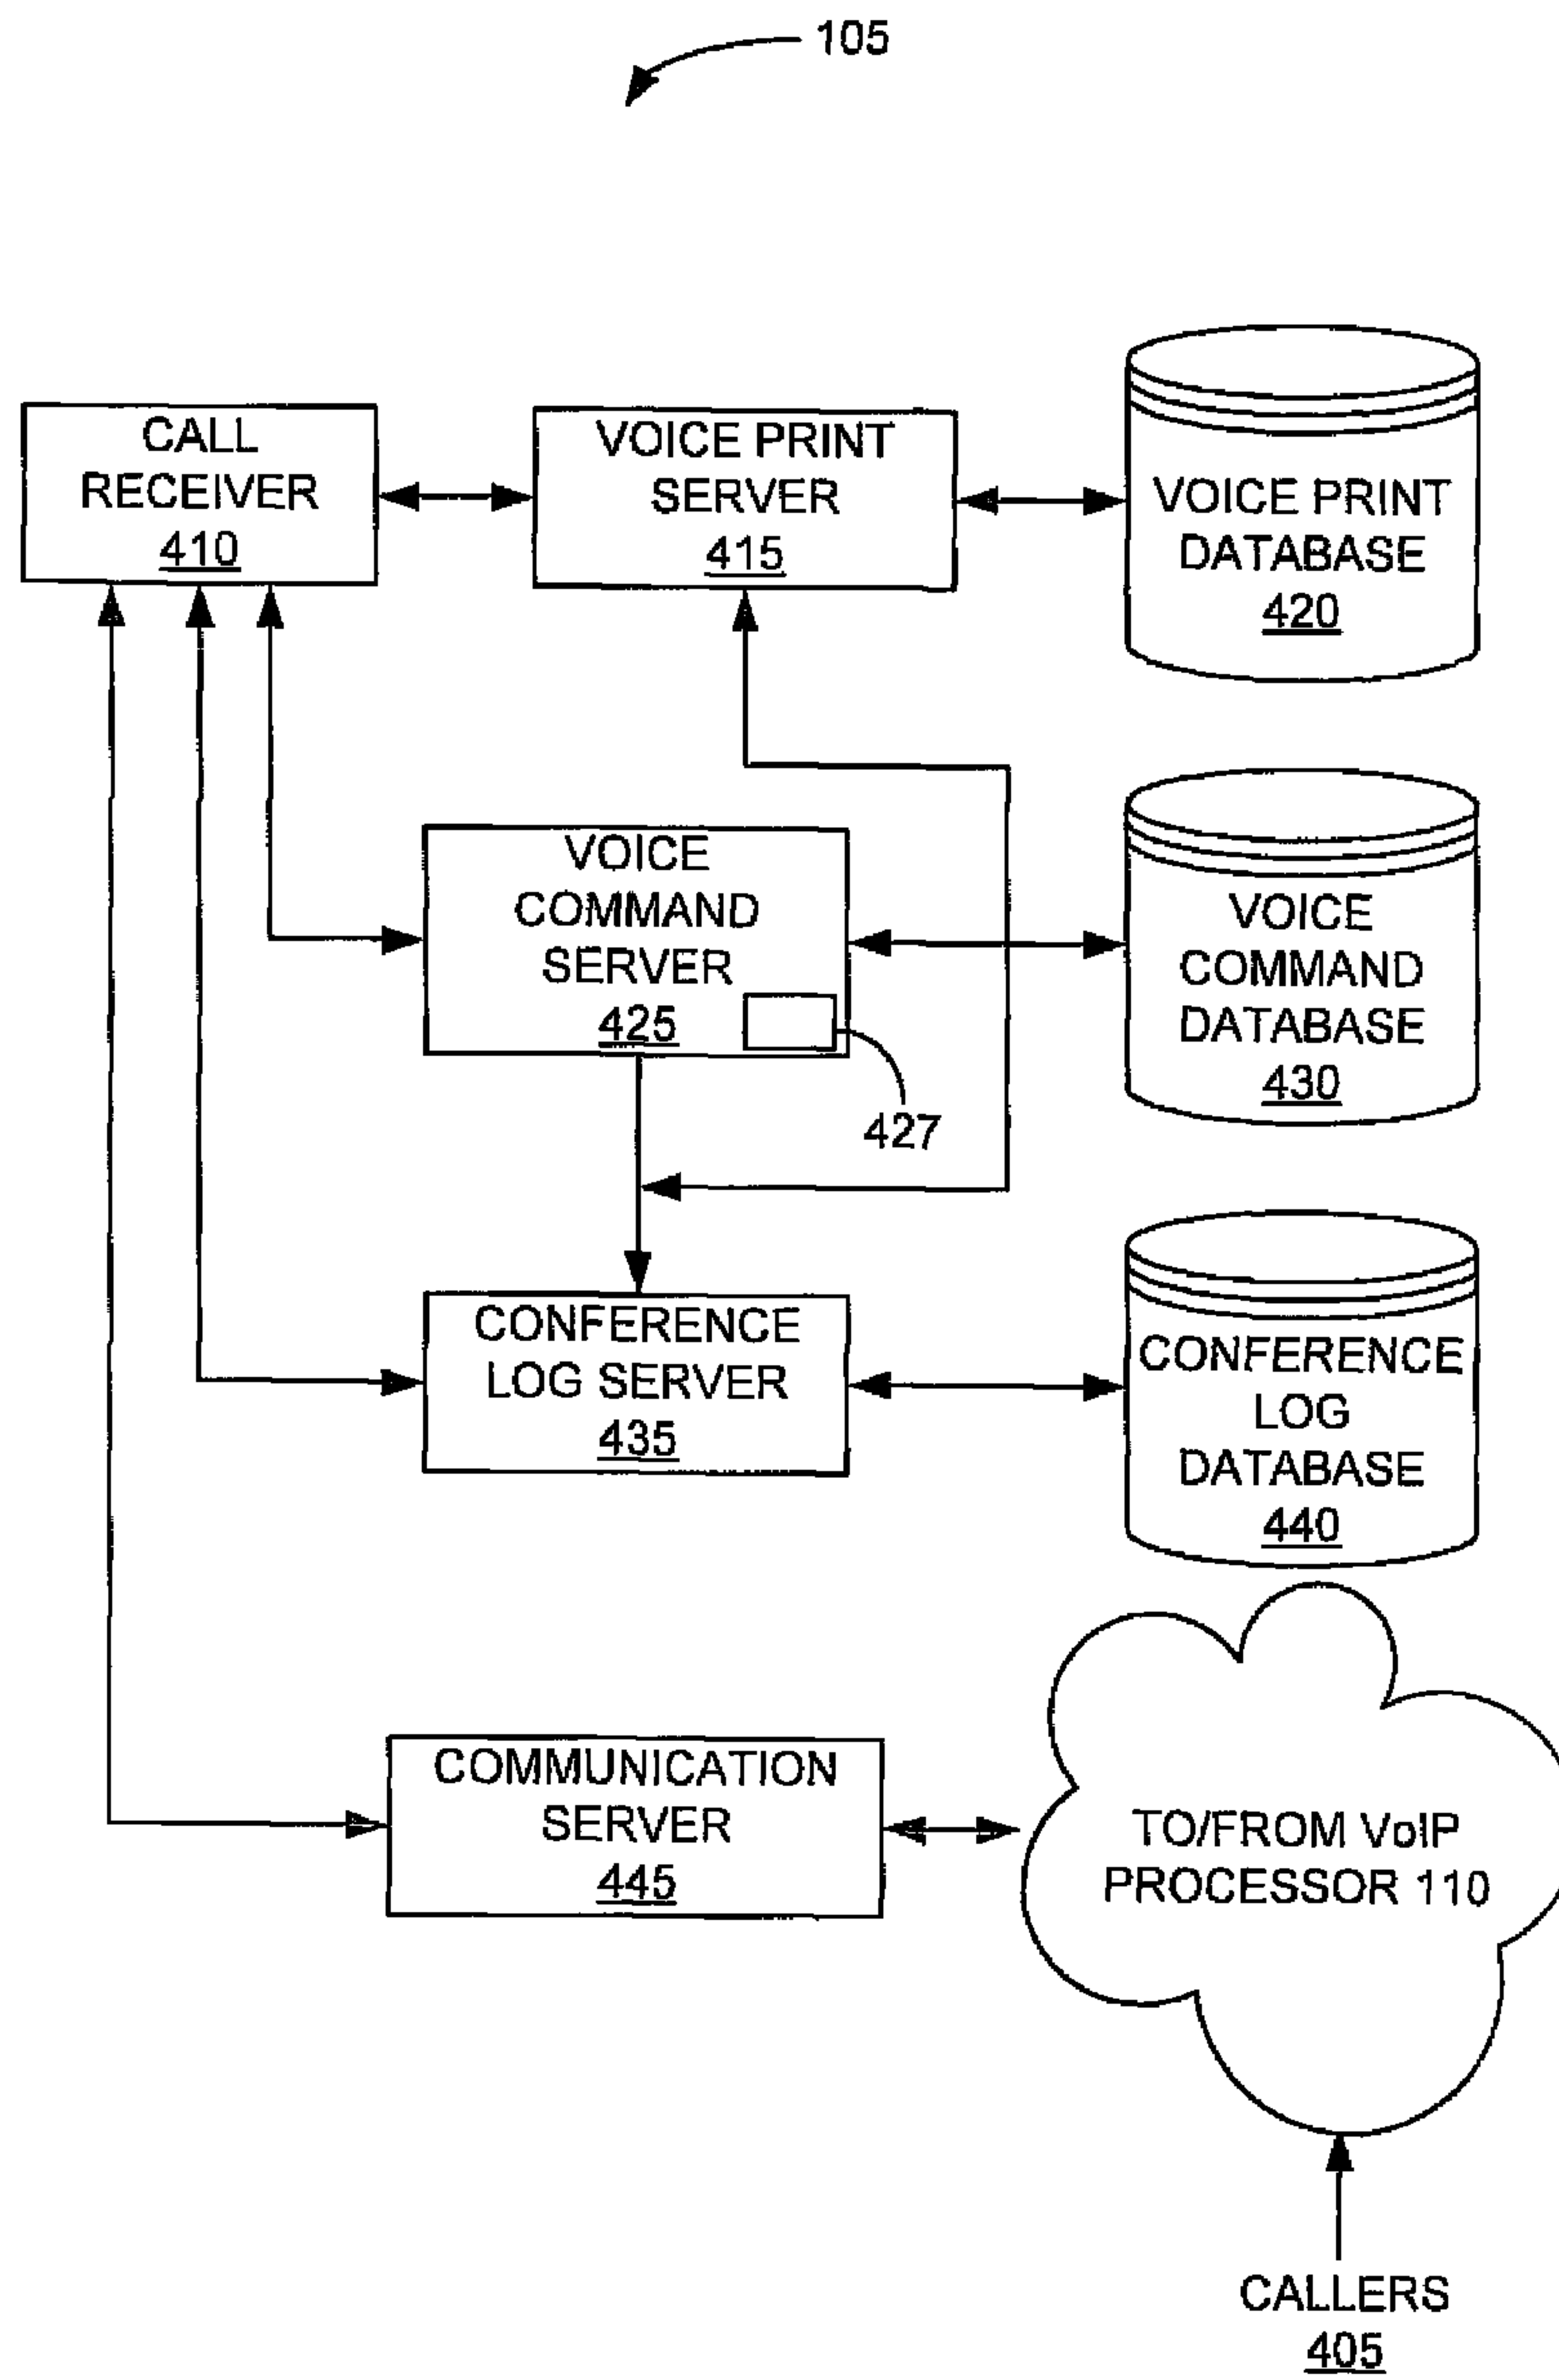 105
CALL
RECEIVER
410
VOICE PRINT
SERVER
415
VOICE PRINT
DATABASE
420
VOICE
COMMAND
SERVER
425
427
VOICE
COMMAND
DATABASE
430
CONFERENCE
LOG SERVER
435
CONFERENCE
LOG
DATABASE
440
COMMUNICATION
SERVER
445
TO/FROM VoIP
PROCESSOR 110
CALLERS
405